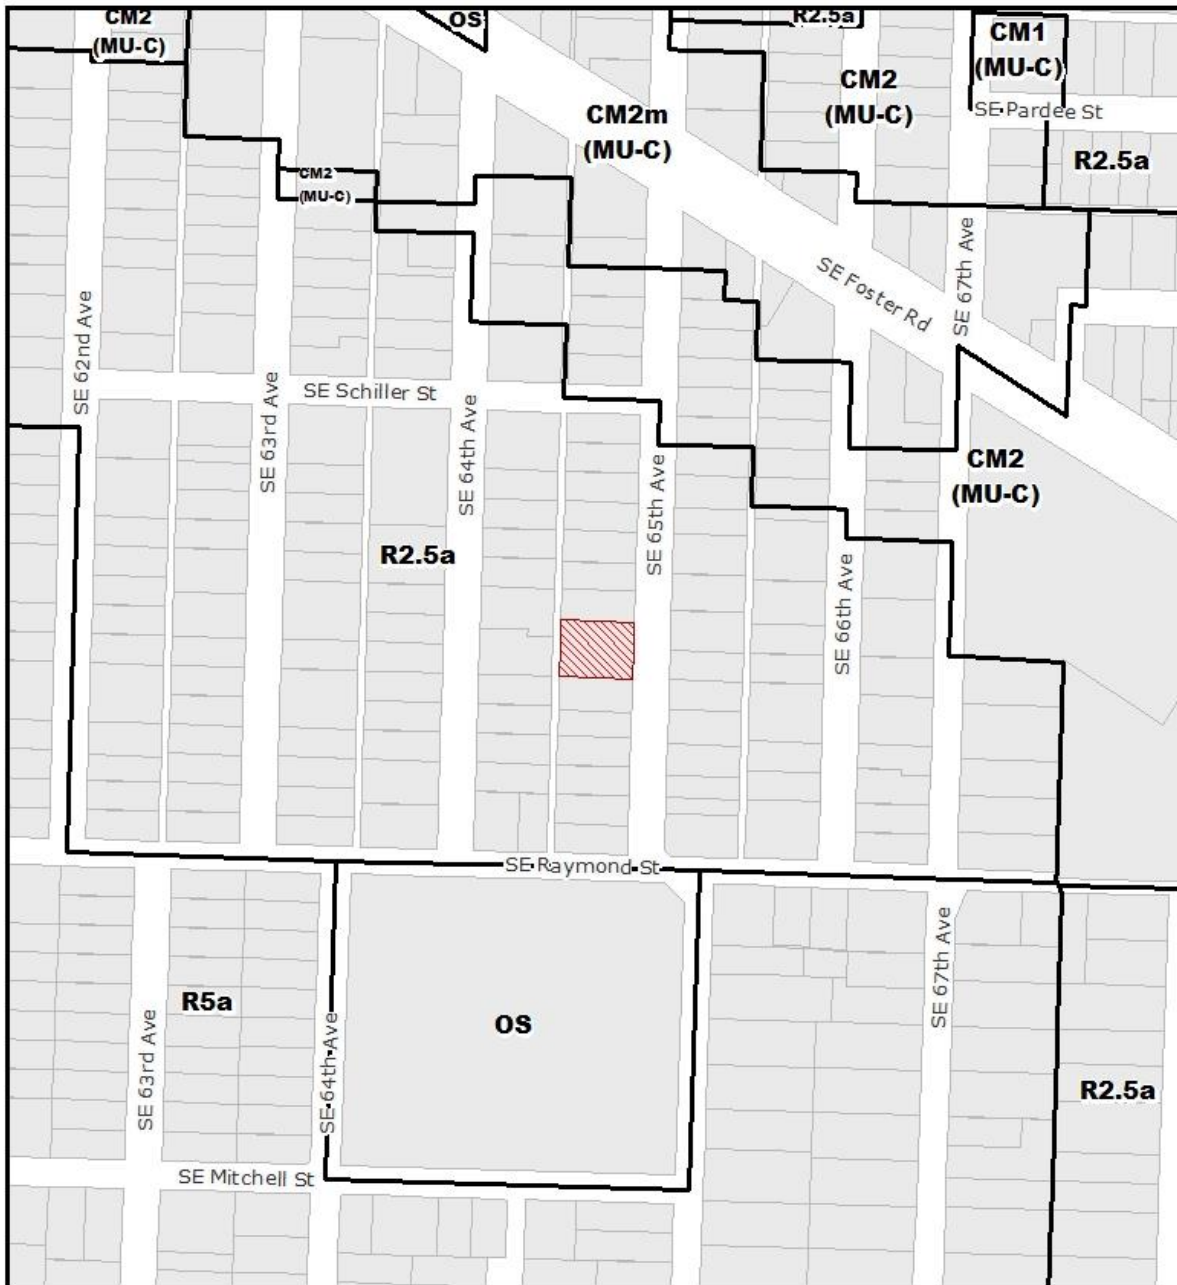 CM2
(MU-C)
OS
R2.5a
CM1
(MU-C)
CM2
(MU-C)
CM2m
(MU-C)
SE Pardee St
R2.5a
CM2
(MU-C)
SE Foster Rd
SE 67th Ave
SE 62nd Ave
SE Schiller St
SE 63rd Ave
SE 64th Ave
SE 65th Ave
CM2
(MU-C)
R2.5a
SE 66th Ave
SE Raymond St
SE 67th Ave
R5a
OS
SE 63rd Ave
SE 64th Ave
R2.5a
SE Mitchell St